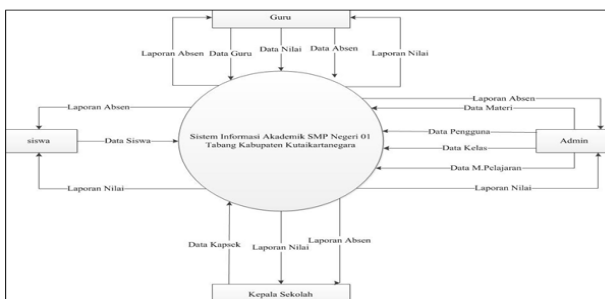 Guru
Laporan Absen
Data Guru
Data Nilai
Data Absen
Laporan Nilai
Laporan Absen
Laporan Absen
Data Materi
siswa
Data Siswa
Sistem Informasi Akademik SMP Negeri 01
Tabang Kabupaten Kutaikartanegara
Data Pengguna
Admin
Data Kelas
Data M.Pelajaran
Laporan Nilai
Laporan Nilai
Data Kapsek
Laporan Nilai
Laporan Absen
Kepala Sekolah